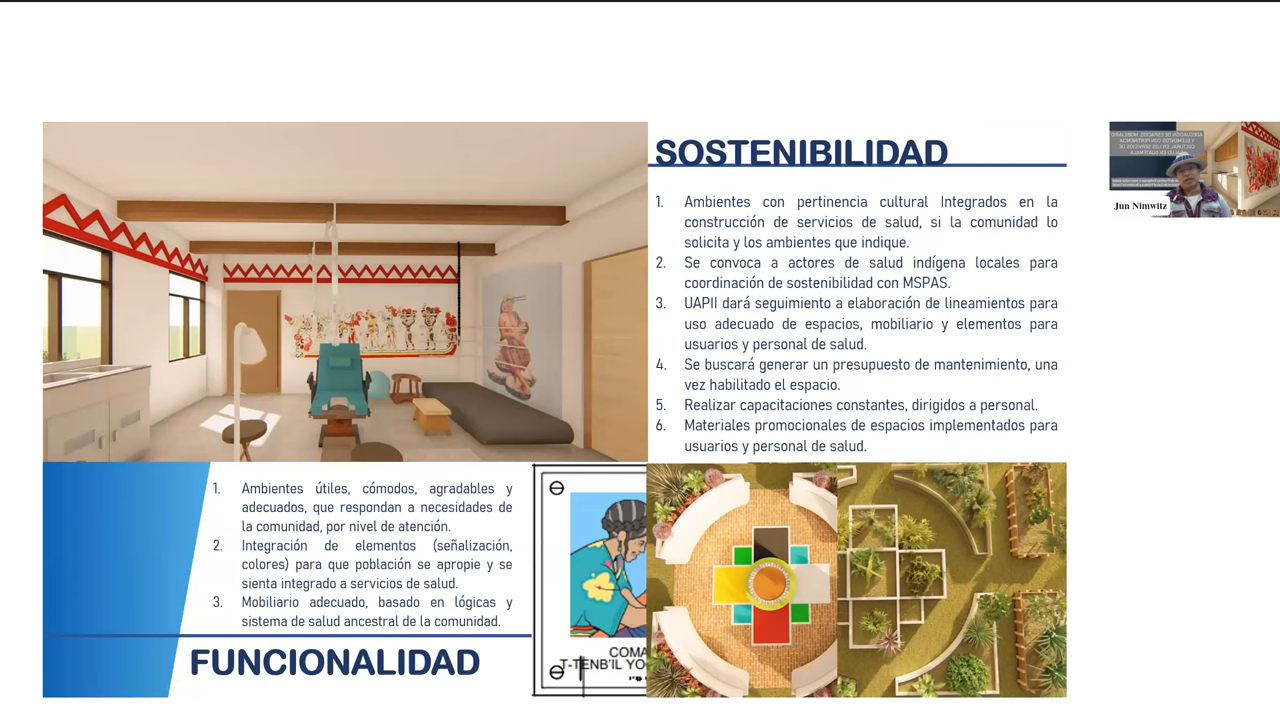 SOSTENIBILIDAD
1. Ambientes con pertinencia cultural Integrados en la
construcción de servicios de salud, si la comunidad lo
solicita y los ambientes que indique.
2. Se convoca a actores de salud indígena locales para
coordinación de sostenibilidad con MSPAS.
3. UAPII dará seguimiento a elaboración de lineamientos para
uso adecuado de espacios, mobiliario y elementos para
usuarios y personal de salud.
4. Se buscará generar un presupuesto de mantenimiento, una
vez habilitado el espacio.
5. Realizar capacitaciones constantes, dirigidos a personal.
6. Materiales promocionales de espacios implementados para
usuarios y personal de salud.
Jun Nimwitz
1. Ambientes útiles, cómodos, agradables y
adecuados, que respondan a necesidades de
la comunidad, por nivel de atención.
2. Integración de elementos (señalización,
colores) para que población se apropie y se
sienta integrado a servicios de salud.
3. Mobiliario adecuado, basado en lógicas y
sistema de salud ancestral de la comunidad.
FUNCIONALIDAD
COMA
T-TENB'IL YO